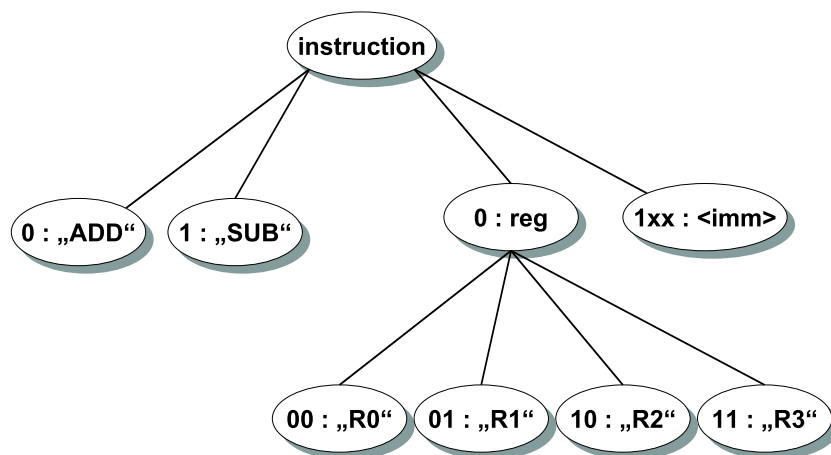 instruction
0 : „ADD“
1 : „SUB“
0 : reg
1xx : <imm>
00 : „R0“
01 : „R1“
10 : „R2“
11 : „R3“